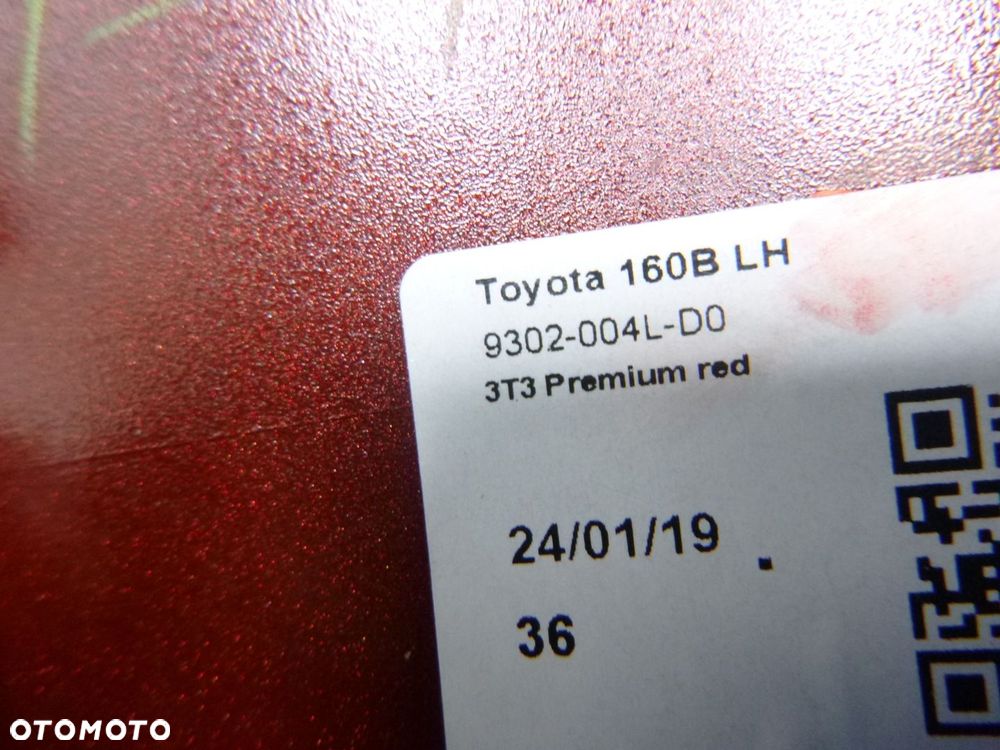 Toyota 160B LH
9302-004L-D0
3T3 Premium red
24/01/19
36
OTOMOTO